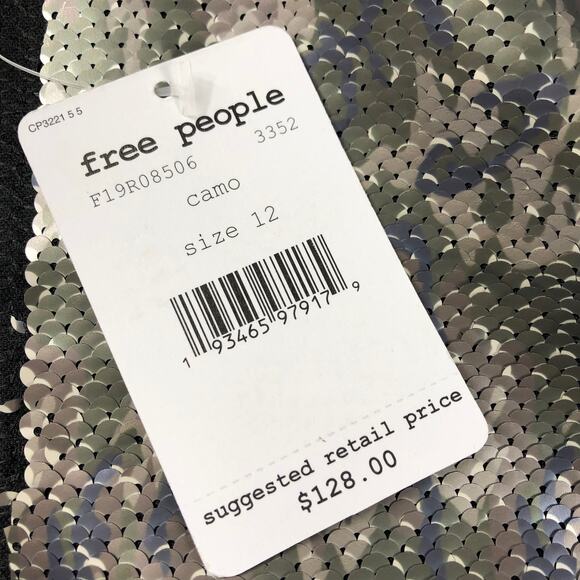 CP3221 5 5
free people
F19R08506 3352
camo
size 12
1 93465 97917 9
suggested retail price
$128.00